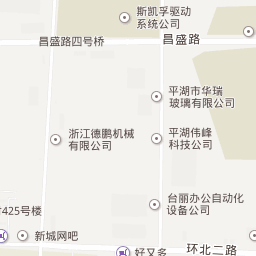 斯凯孚驱动
系统公司
昌盛路四号桥
昌盛路
平湖市华瑞
玻璃有限公司
浙江德鹏机械
有限公司
平湖伟峰
科技公司
台丽办公自动化
设备公司
425号楼
新城网吧
好又多
环北二路